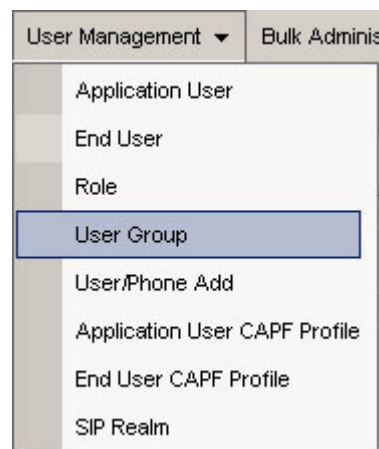 User Management Bulk Adminis
Application User
End User
Role
User Group
User/Phone Add
Application User CAPF Profile
End User CAPF Profile
SIP Realm